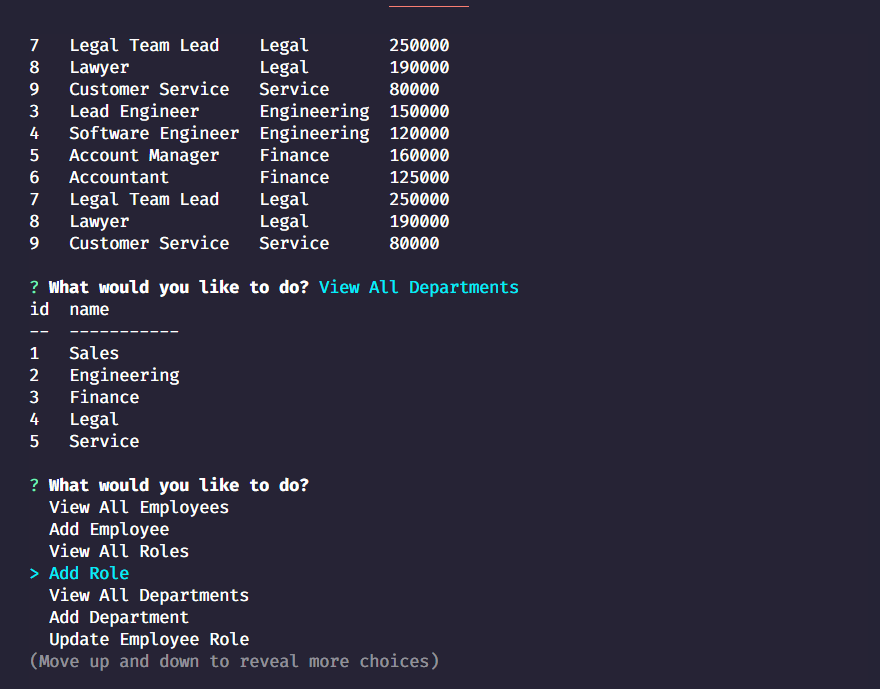 7   Legal Team Lead    Legal        250000
8   Lawyer             Legal        190000
9   Customer Service   Service      80000
3   Lead Engineer      Engineering  150000
4   Software Engineer  Engineering  120000
5   Account Manager    Finance      160000
6   Accountant         Finance      125000
7   Legal Team Lead    Legal        250000
8   Lawyer             Legal        190000
9   Customer Service   Service      80000
? What would you like to do? View All Departments
id  name
--  -----------
1   Sales
2   Engineering
3   Finance
4   Legal
5   Service
? What would you like to do?
  View All Employees
  Add Employee
  View All Roles
> Add Role
  View All Departments
  Add Department
  Update Employee Role
(Move up and down to reveal more choices)